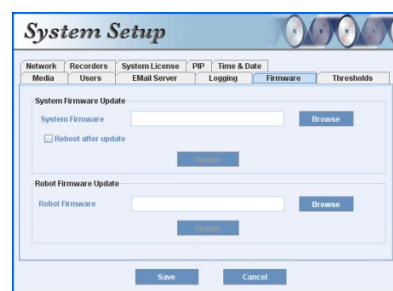 System Setup
Network Recorders System License PIP Time & Date
Media Users EMail Server Logging Firmware Thresholds
System Firmware Update
System Firmware Browse
Reboot after update
Update
Robot Firmware Update
Robot Firmware Browse
Update
Save Cancel